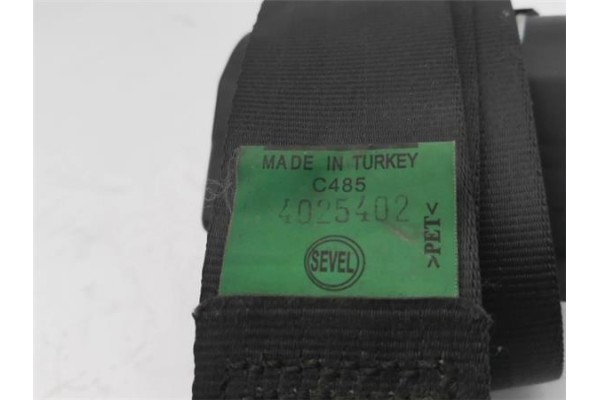 MADE IN TURKEY
C485
4025402
SEVEL
>PET<